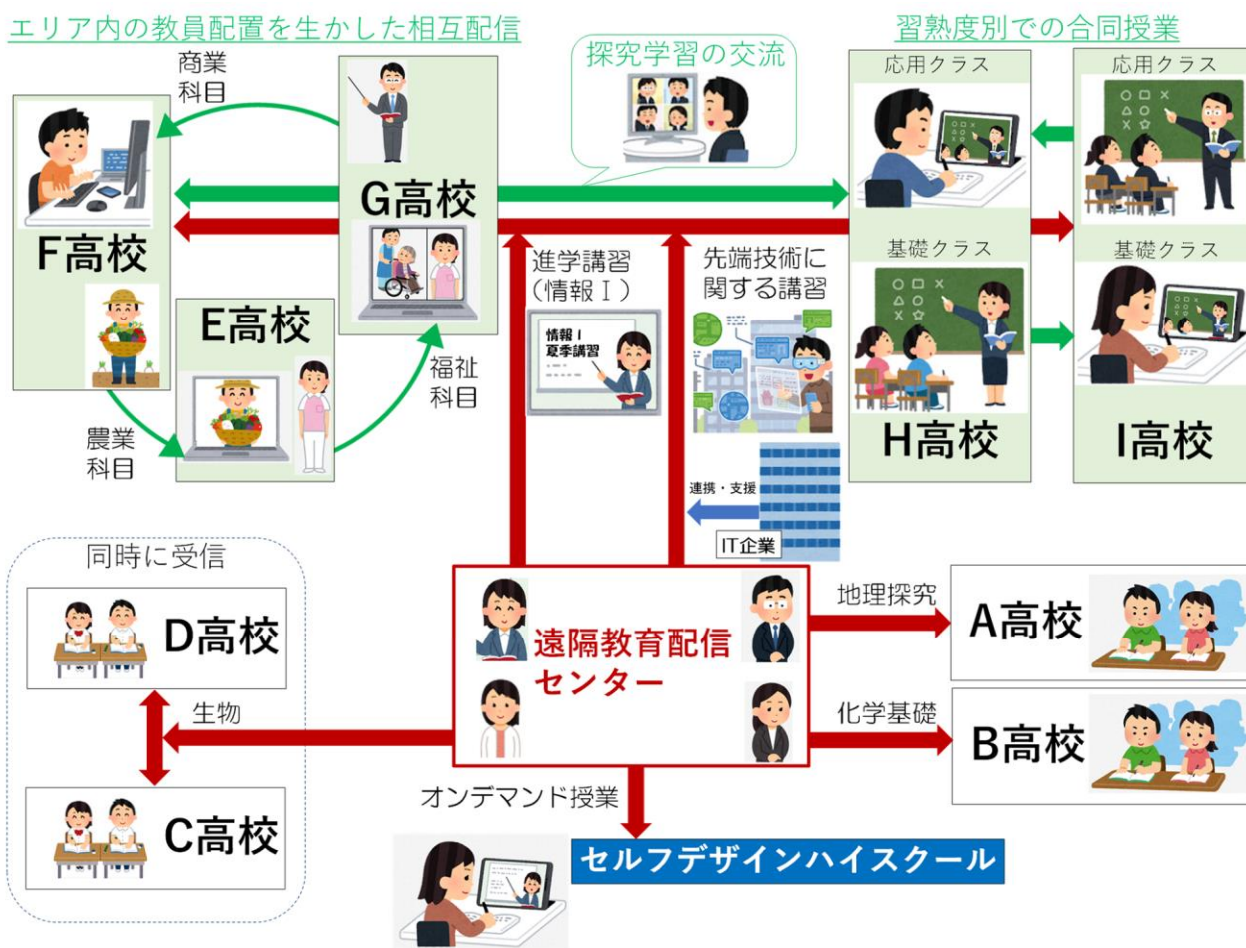 エリア内の教員配置を生かした相互配信
習熟度別での合同授業
商業
科目
探究学習の交流
応用クラス
応用クラス
G高校
F高校
基礎クラス
基礎クラス
進学講習
(情報Ⅰ)
先端技術に
関する講習
E高校
情報Ⅰ
夏季講習
福祉
科目
農業
科目
H高校
I高校
連携・支援
IT企業
同時に受信
D高校
生物
C高校
遠隔教育配信
センター
地理探究
A高校
化学基礎
B高校
オンデマンド授業
セルフデザインハイスクール